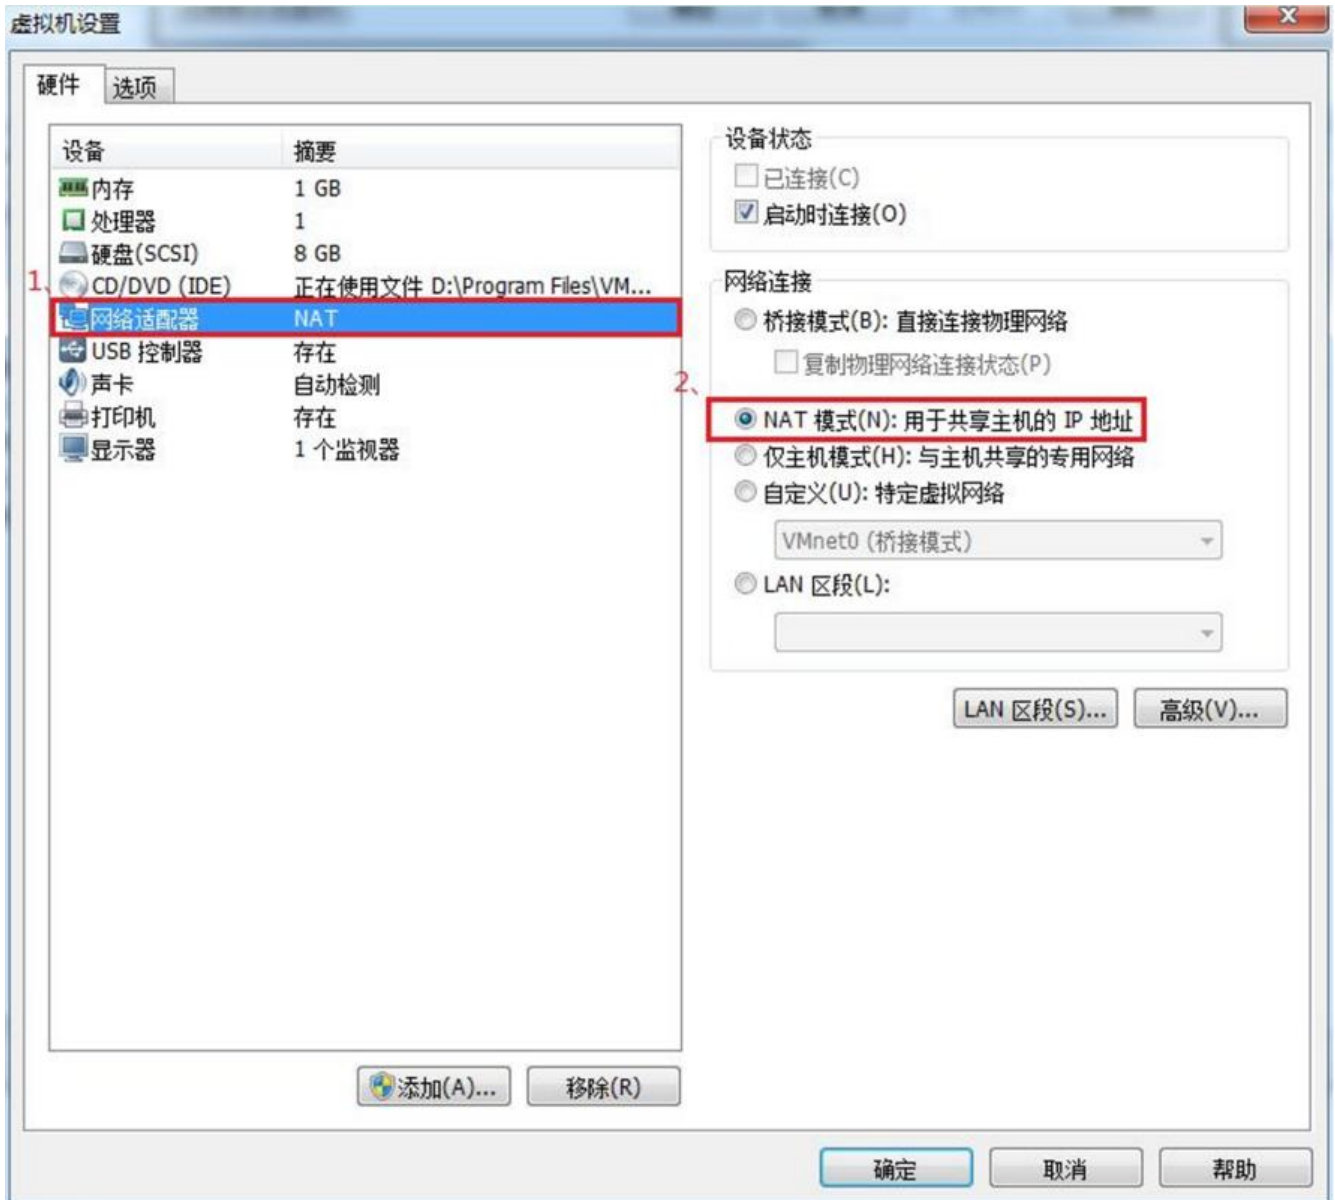 虚拟机设置
硬件 选项
设备 摘要
内存 1 GB
处理器 1
硬盘(SCSI) 8 GB
1、 CD/DVD (IDE) 正在使用文件 D:\Program Files\VM...
网络适配器 NAT
USB 控制器 存在
声卡 自动检测
打印机 存在
显示器 1 个监视器
添加(A)... 移除(R)
设备状态
已连接(C)
启动时连接(O)
网络连接
桥接模式(B): 直接连接物理网络
复制物理网络连接状态(P)
2、
NAT 模式(N): 用于共享主机的 IP 地址
仅主机模式(H): 与主机共享的专用网络
自定义(U): 特定虚拟网络
VMnet0 (桥接模式)
LAN 区段(L):
LAN 区段(S)... 高级(V)...
确定 取消 帮助